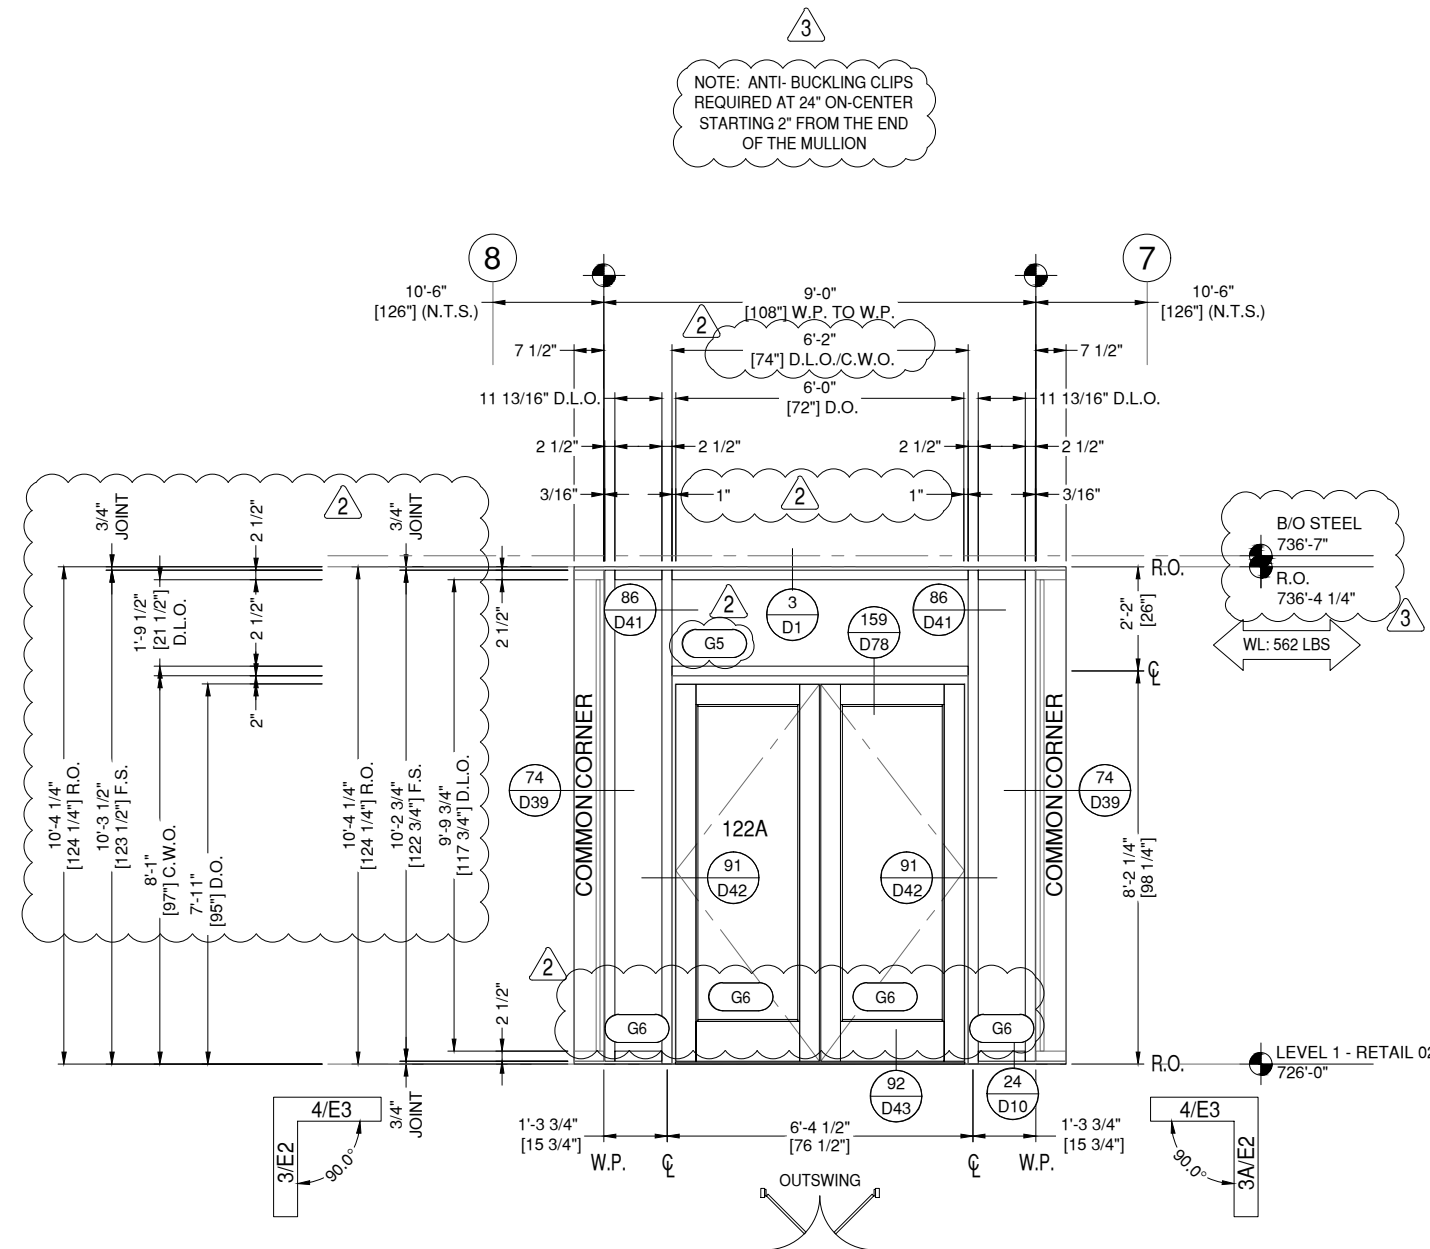 3
NOTE: ANTI- BUCKLING CLIPS
REQUIRED AT 24" ON-CENTER
STARTING 2" FROM THE END
OF THE MULLION
8
7
10'-6"
[126"] (N.T.S.)
9'-0"
[108"] W.P. TO W.P.
10'-6"
[126"] (N.T.S.)
2
7 1/2"
6'-2"
[74"] D.L.O./C.W.O.
7 1/2"
11 13/16" D.L.O.
6'-0"
[72"] D.O.
11 13/16" D.L.O.
2 1/2"
2 1/2"
2 1/2"
2 1/2"
3/16"
1"
2
1"
3/16"
2
3/4"
JOINT
2 1/2"
3/4"
JOINT
1'-9 1/2"
[21 1/2"]
D.L.O.
2 1/2"
2 1/2"
2"
10'-4 1/4"
[124 1/4"] R.O.
10'-3 1/2"
[123 1/2"] F.S.
8'-1"
[97"] C.W.O.
7'-11"
[95"] D.O.
10'-4 1/4"
[124 1/4"] R.O.
10'-2 3/4"
[122 3/4"] F.S.
9'-9 3/4"
[117 3/4"] D.L.O.
2 1/2"
3/4"
JOINT
B/O STEEL
736'-7"
R.O.
R.O.
736'-4 1/4"
3
WL: 562 LBS
2'-2"
[26"]
CL
8'-2 1/4"
[98 1/4"]
86
D41
2
G5
3
D1
159
D78
86
D41
COMMON CORNER
COMMON CORNER
74
D39
74
D39
122A
91
D42
91
D42
2
G6
G6
G6
G6
92
D43
24
D10
R.O.
LEVEL 1 - RETAIL 02
726'-0"
4/E3
3/E2
90.0°
1'-3 3/4"
[15 3/4"]
6'-4 1/2"
[76 1/2"]
1'-3 3/4"
[15 3/4"]
W.P.
CL
CL
W.P.
4/E3
3A/E2
90.0°
OUTSWING